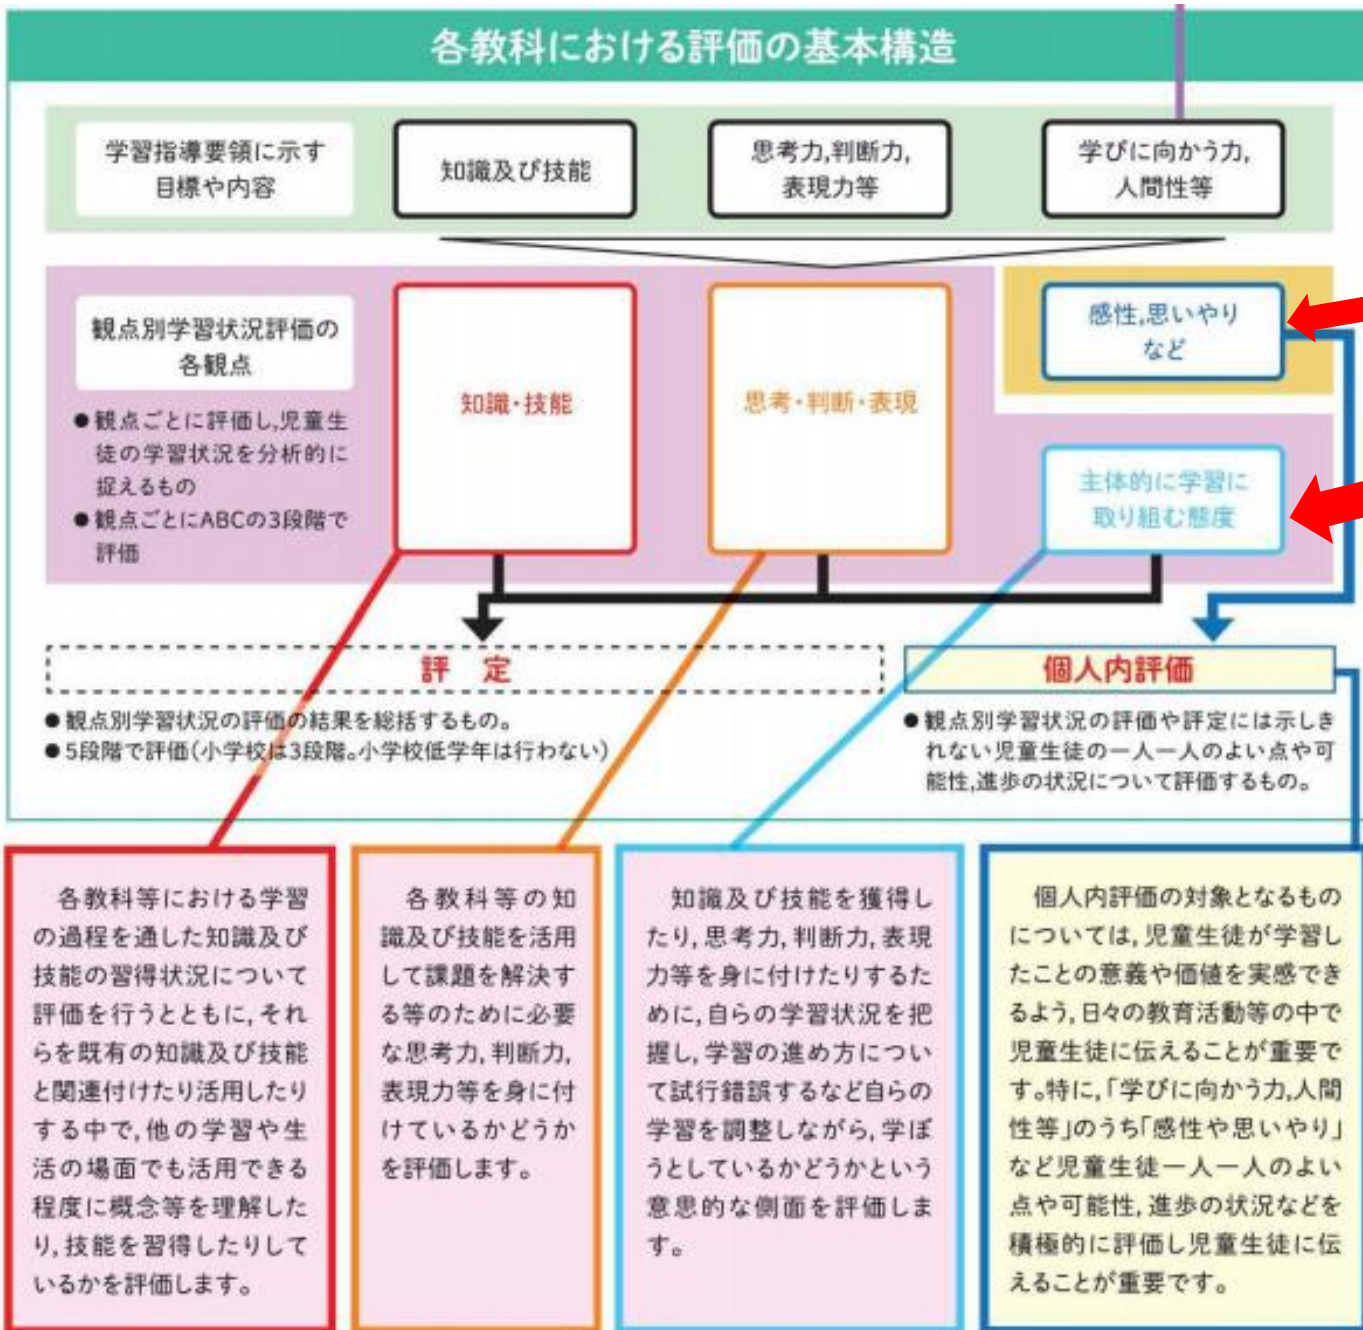 各教科における評価の基本構造
学習指導要領に示す
目標や内容
知識及び技能
思考力,判断力,
表現力等
学びに向かう力,
人間性等
観点別学習状況評価の
各観点
●観点ごとに評価し,児童生
徒の学習状況を分析的に
捉えるもの
●観点ごとにABCの3段階で
評価
知識・技能
思考・判断・表現
感性,思いやり
など
主体的に学習に
取り組む態度
評 定
●観点別学習状況の評価の結果を総括するもの。
●5段階で評価(小学校は3段階。小学校低学年は行わない)
個人内評価
●観点別学習状況の評価や評定には示しき
れない児童生徒の一人一人のよい点や可
能性,進歩の状況について評価するもの。
各教科等における学習
の過程を通した知識及び
技能の習得状況について
評価を行うとともに,それ
らを既有の知識及び技能
と関連付けたり活用したり
する中で,他の学習や生
活の場面でも活用できる
程度に概念等を理解した
り,技能を習得したりして
いるかを評価します。
各教科等の知
識及び技能を活用
して課題を解決す
る等のために必要
な思考力,判断力,
表現力等を身に付
けているかどうか
を評価します。
知識及び技能を獲得し
たり,思考力,判断力,表現
力等を身に付けたりするた
めに,自らの学習状況を把
握し,学習の進め方につい
て試行錯誤するなど自らの
学習を調整しながら,学ぼ
うとしているかどうかという
意思的な側面を評価しま
す。
個人内評価の対象となるもの
については,児童生徒が学習し
たことの意義や価値を実感でき
るよう,日々の教育活動等の中で
児童生徒に伝えることが重要で
す。特に,「学びに向かう力,人間
性等」のうち「感性や思いやり」
など児童生徒一人一人のよい
点や可能性,進歩の状況などを
積極的に評価し児童生徒に伝
えることが重要です。